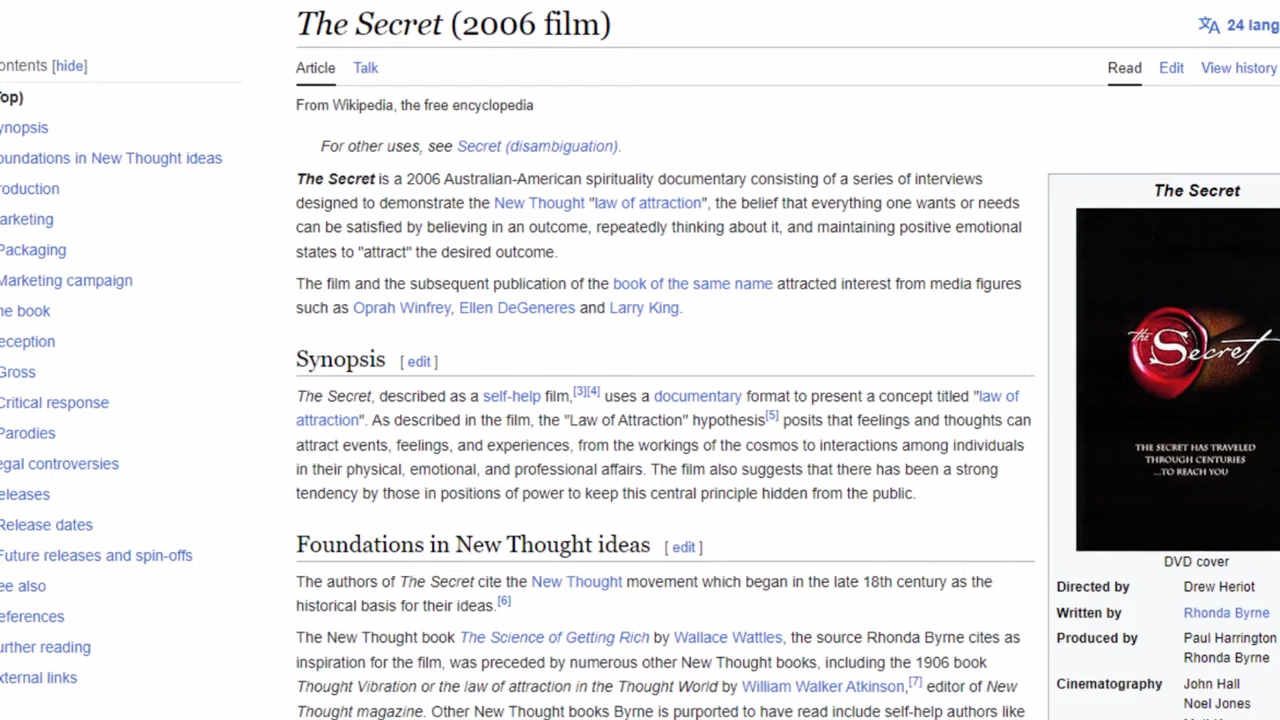 The Secret (2006 film)
24 lang
Article Talk
Read Edit View history
From Wikipedia, the free encyclopedia
ontents [hide]
op)
ynopsis
oundations in New Thought ideas
roduction
arketing
Packaging
Marketing campaign
he book
eception
Gross
Critical response
Parodies
egal controversies
eleases
Release dates
Future releases and spin-offs
ee also
eferences
urther reading
xternal links
For other uses, see Secret (disambiguation).
The Secret is a 2006 Australian-American spirituality documentary consisting of a series of interviews
designed to demonstrate the New Thought "law of attraction", the belief that everything one wants or needs
can be satisfied by believing in an outcome, repeatedly thinking about it, and maintaining positive emotional
states to "attract" the desired outcome.
The film and the subsequent publication of the book of the same name attracted interest from media figures
such as Oprah Winfrey, Ellen DeGeneres and Larry King.
Synopsis [ edit ]
The Secret, described as a self-help film,[3][4] uses a documentary format to present a concept titled "law of
attraction". As described in the film, the "Law of Attraction" hypothesis[5] posits that feelings and thoughts can
attract events, feelings, and experiences, from the workings of the cosmos to interactions among individuals
in their physical, emotional, and professional affairs. The film also suggests that there has been a strong
tendency by those in positions of power to keep this central principle hidden from the public.
Foundations in New Thought ideas [ edit ]
The authors of The Secret cite the New Thought movement which began in the late 18th century as the
historical basis for their ideas.[6]
The New Thought book The Science of Getting Rich by Wallace Wattles, the source Rhonda Byrne cites as
inspiration for the film, was preceded by numerous other New Thought books, including the 1906 book
Thought Vibration or the law of attraction in the Thought World by William Walker Atkinson,[7] editor of New
Thought magazine. Other New Thought books Byrne is purported to have read include self-help authors like
The Secret
the Secret
THE SECRET HAS TRAVELED
THROUGH CENTURIES
...TO REACH YOU
DVD cover
Directed by Drew Heriot
Written by Rhonda Byrne
Produced by Paul Harrington
Rhonda Byrne
Cinematography John Hall
Noel Jones